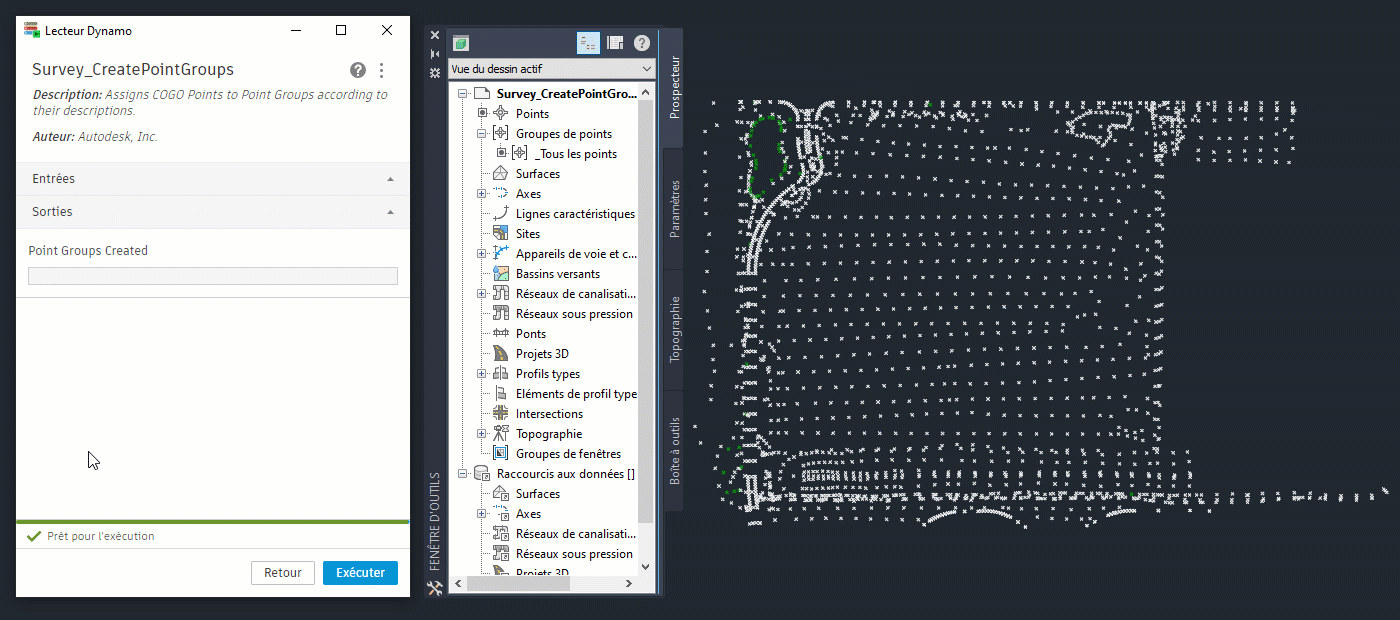 Lecteur Dynamo
Survey_CreatePointGroups
Description: Assigns COGO Points to Point Groups according to
their descriptions.
Auteur: Autodesk, Inc.
Entrées
Sorties
Point Groups Created
Prêt pour l'exécution
Retour
Exécuter
FENÊTRE D'OUTILS
Vue du dessin actif
Survey_CreatePointGro...
Points
Groupes de points
_Tous les points
Surfaces
Axes
Lignes caractéristiques
Sites
Appareils de voie et c...
Bassins versants
Réseaux de canalisati...
Réseaux sous pression
Ponts
Projets 3D
Profils types
Eléments de profil type
Intersections
Topographie
Groupes de fenêtres
Raccourcis aux données []
Surfaces
Axes
Réseaux de canalisati...
Réseaux sous pression
Projets 3D
Prospecteur
Paramètres
Topographie
Boîte à outils